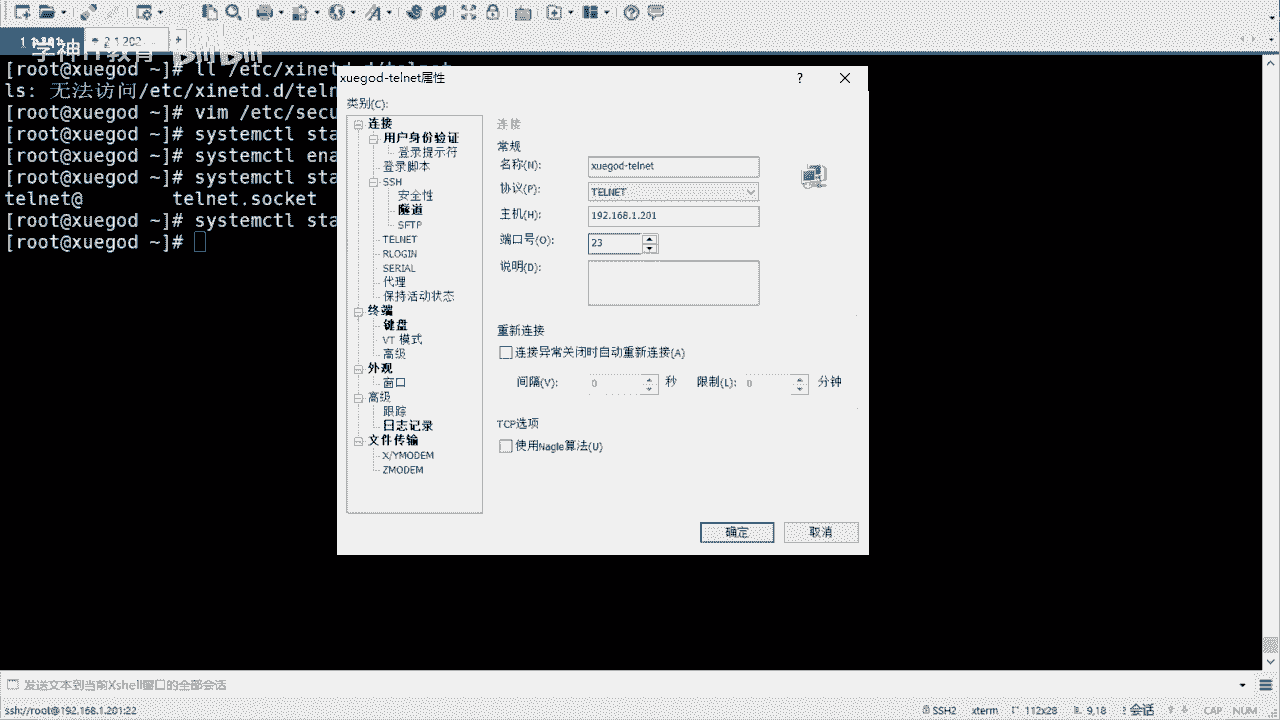 1 1.201
2 1.202
+
学神IT教育 bilibili
[root@xuegod ~]# ll /etc/xinetd.d/telnet
ls: 无法访问/etc/xinetd.d/teln
[root@xuegod ~]# vim /etc/secu
[root@xuegod ~]# systemctl sta
[root@xuegod ~]# systemctl ena
[root@xuegod ~]# systemctl sta
telnet@ telnet.socket
[root@xuegod ~]# systemctl sta
[root@xuegod ~]#
xuegod-telnet属性
?
类别(C):
连接
用户身份验证
登录提示符
登录脚本
SSH
安全性
隧道
SFTP
TELNET
RLOGIN
SERIAL
代理
保持活动状态
终端
键盘
VT 模式
高级
外观
窗口
高级
跟踪
日志记录
文件传输
X/YMODEM
ZMODEM
连接
常规
名称(N): xuegod-telnet
协议(P): TELNET
主机(H): 192.168.1.201
端口号(O): 23
说明(D):
重新连接
连接异常关闭时自动重新连接(A)
间隔(V): 0 秒 限制(L): 0 分钟
TCP选项
使用Nagle算法(U)
确定 取消
发送文本到当前Xshell窗口的全部会话
ssh://root@192.168.1.201:22 SSH2 xterm 112x28 9,18 1 会话 CAP NUM